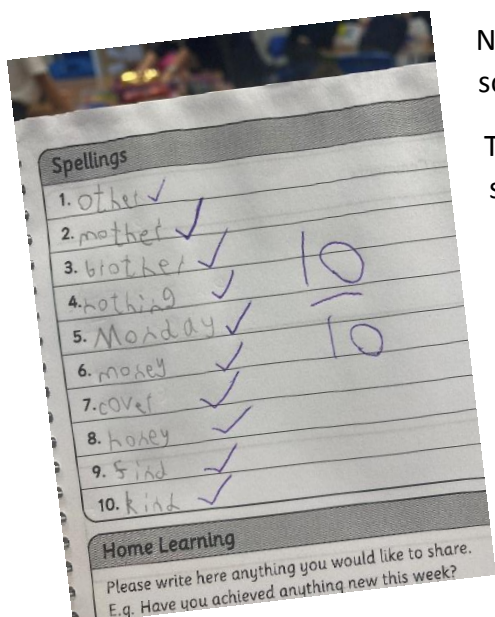 Spellings
1. other
2. mother
3. brother
4. nothing
5. Monday
6. money
7. cover
8. honey
9. find
10. kind
10
10
Home Learning
Please write here anything you would like to share.
E.g. Have you achieved anything new this week?